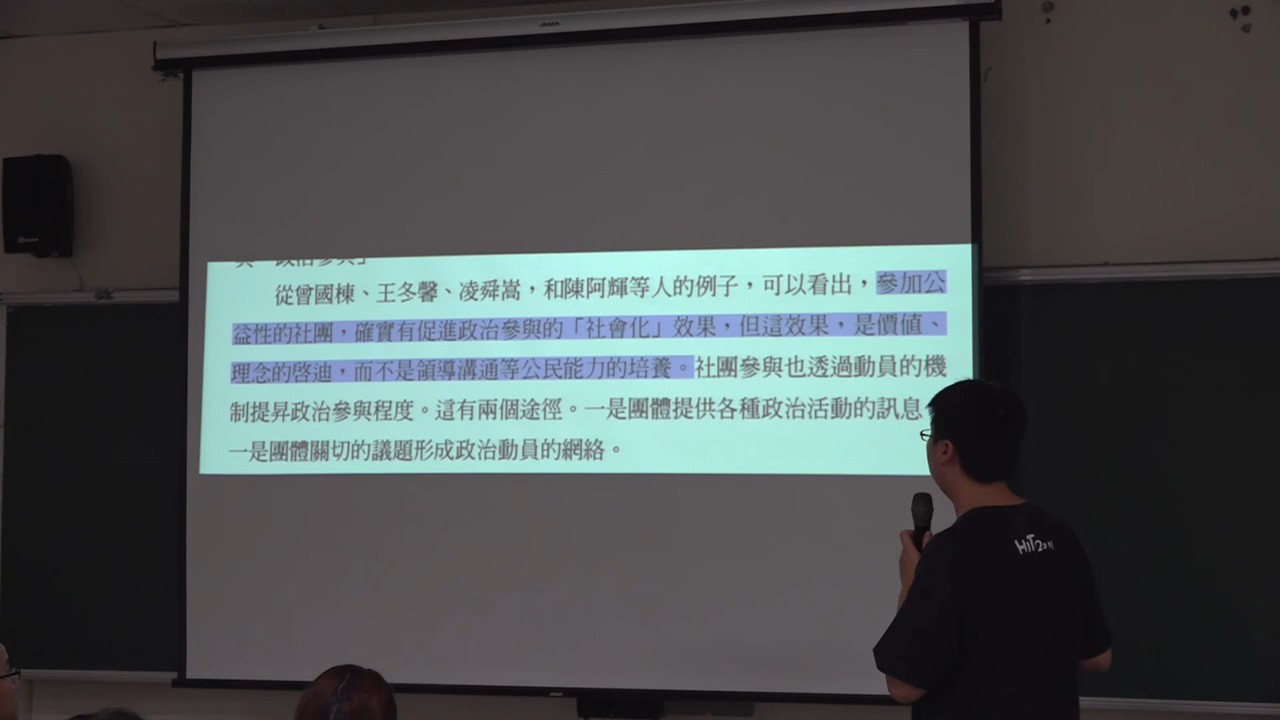 從曾國棟、王冬馨、凌舜嵩，和陳阿輝等人的例子，可以看出，參加公
益性的社團，確實有促進政治參與的「社會化」效果，但這效果，是價值、
理念的啓迪，而不是領導溝通等公民能力的培養。社團參與也透過動員的機
制提昇政治參與程度。這有兩個途徑。一是團體提供各種政治活動的訊息
一是團體關切的議題形成政治動員的網絡。
HIT2011